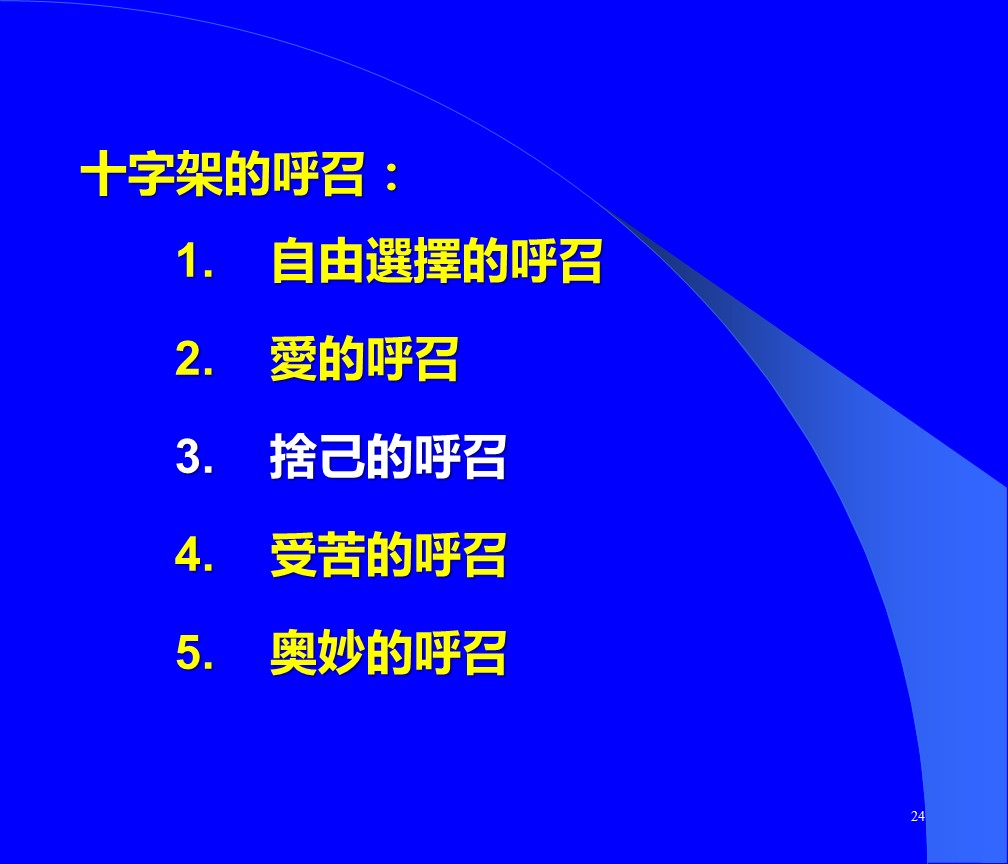 十字架的呼召：
1. 自由選擇的呼召
2. 愛的呼召
3. 捨己的呼召
4. 受苦的呼召
5. 奧妙的呼召
24